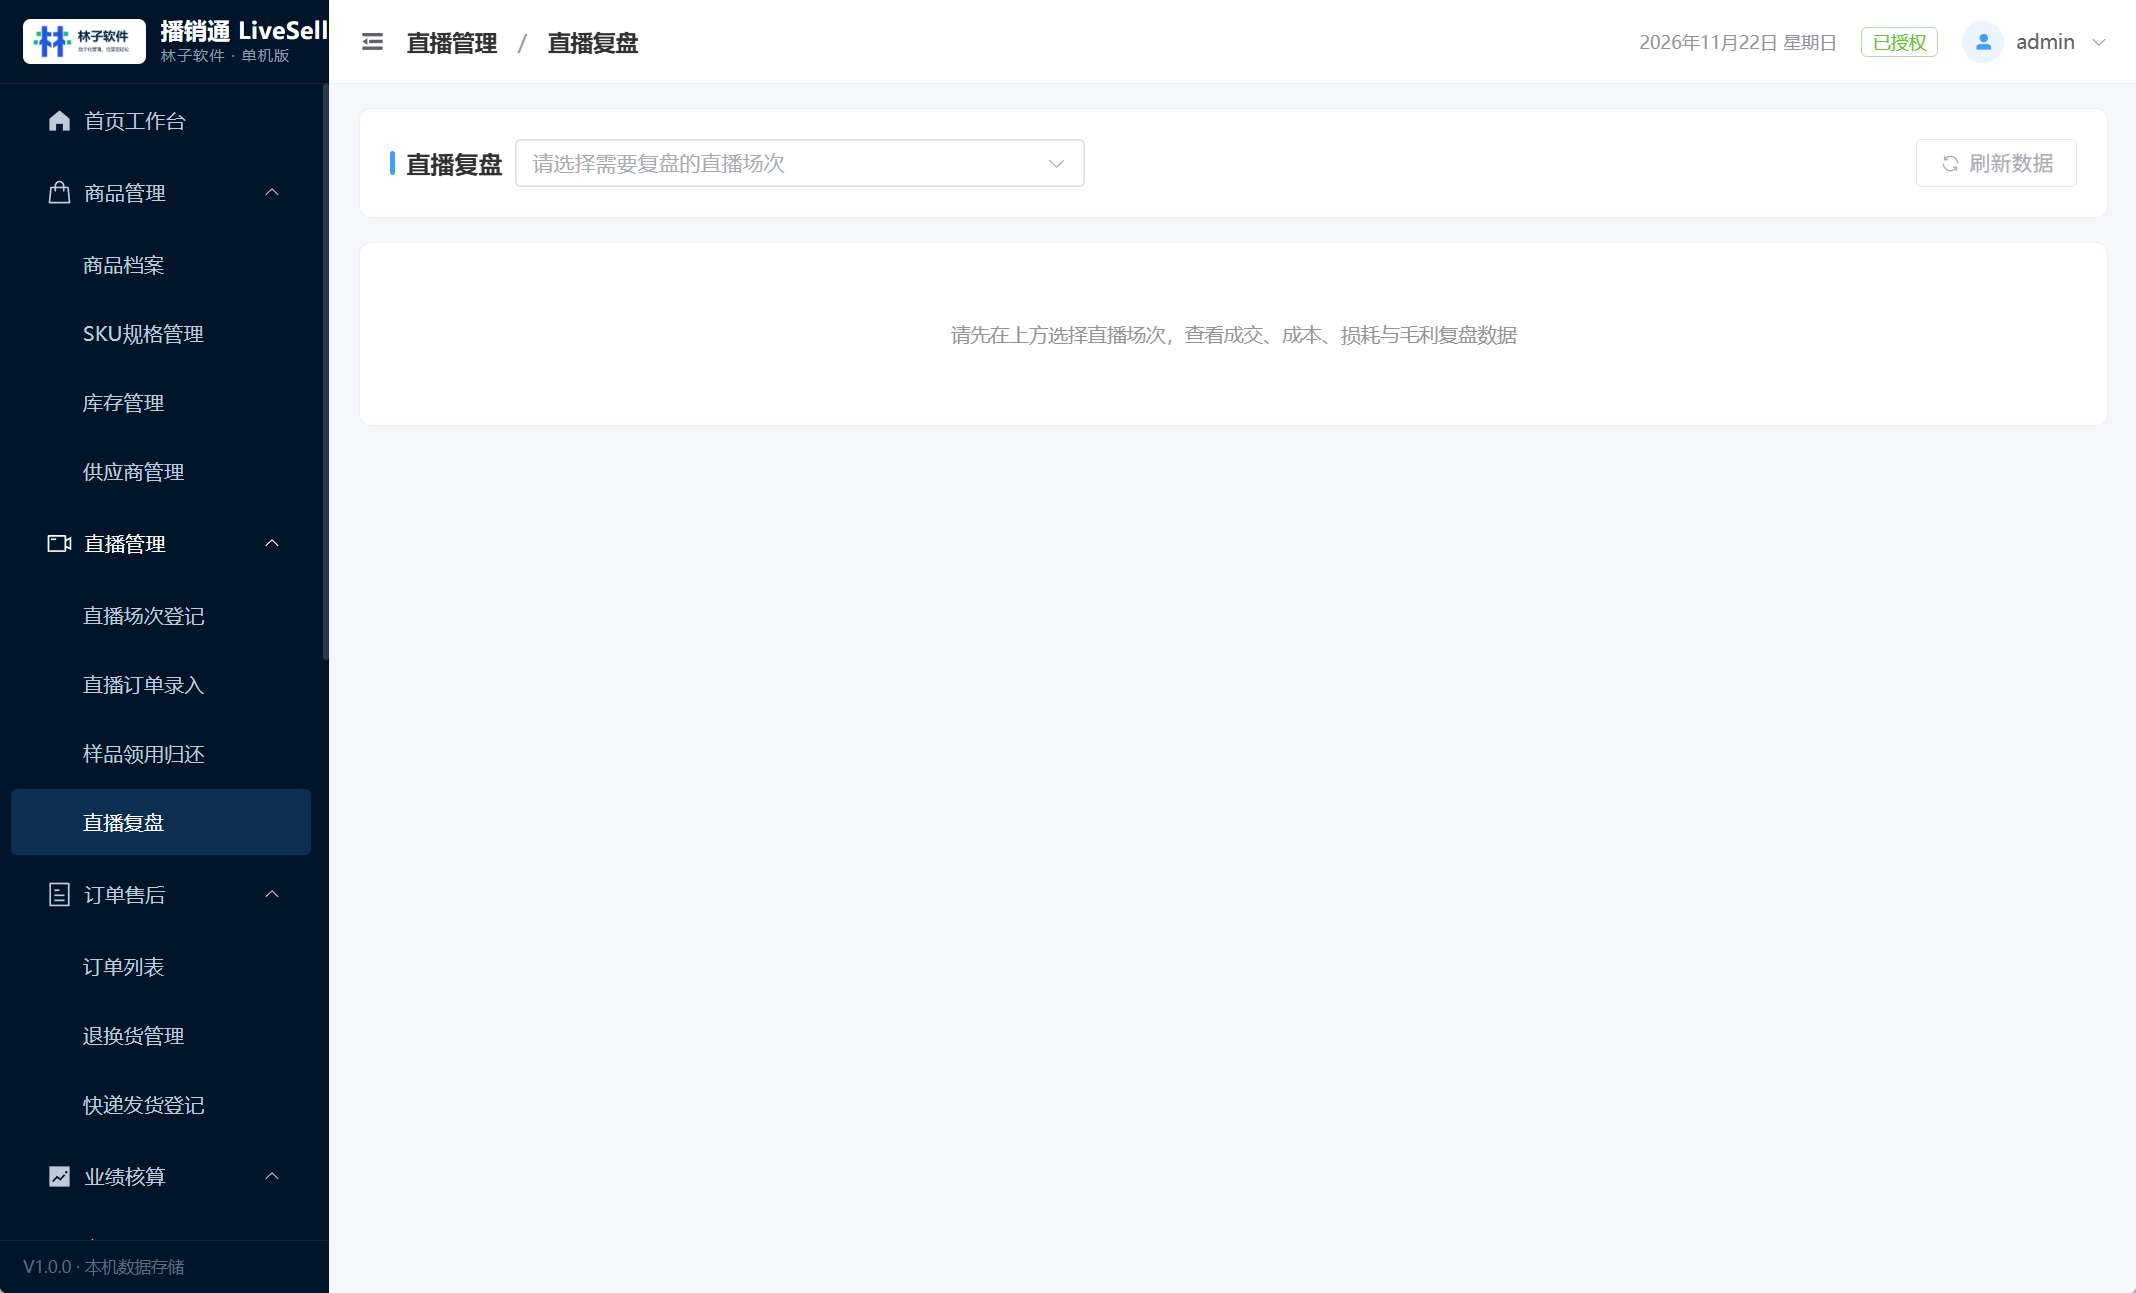 林子软件
播销通 LiveSell
林子软件 · 单机版
直播管理 / 直播复盘
2026年11月22日 星期日
已授权
admin
首页工作台
商品管理
商品档案
SKU规格管理
库存管理
供应商管理
直播管理
直播场次登记
直播订单录入
样品领用归还
直播复盘
订单售后
订单列表
退换货管理
快递发货登记
业绩核算
V1.0.0 · 本机数据存储
直播复盘
请选择需要复盘的直播场次
刷新数据
请先在上方选择直播场次，查看成交、成本、损耗与毛利复盘数据